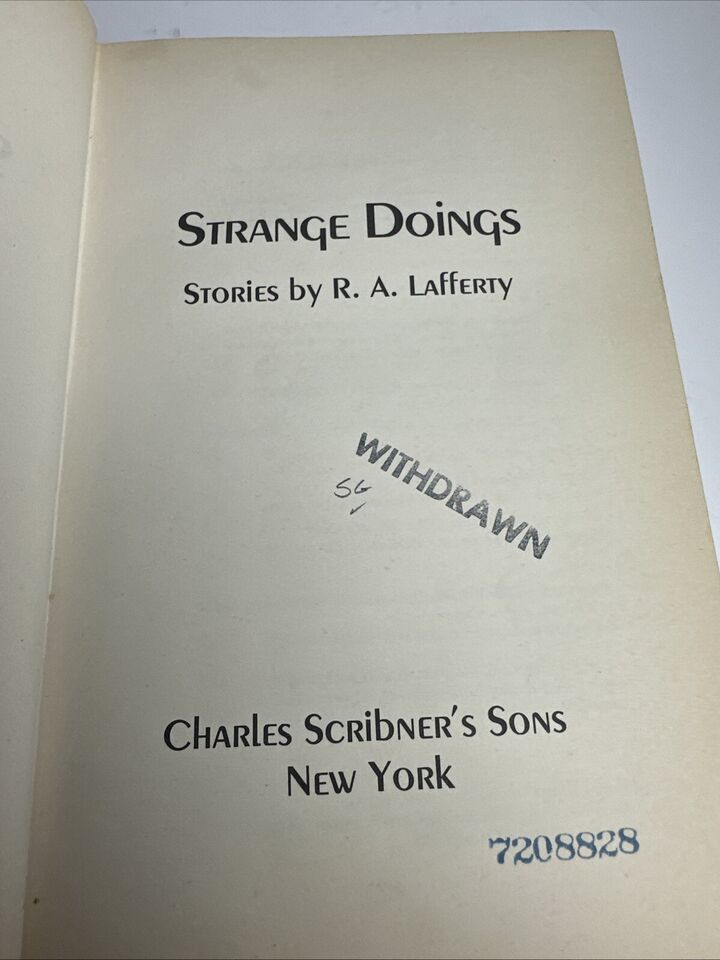 Strange Doings
Stories by R. A. Lafferty
WITHDRAWN
SG
Charles Scribner's Sons
New York
7208828